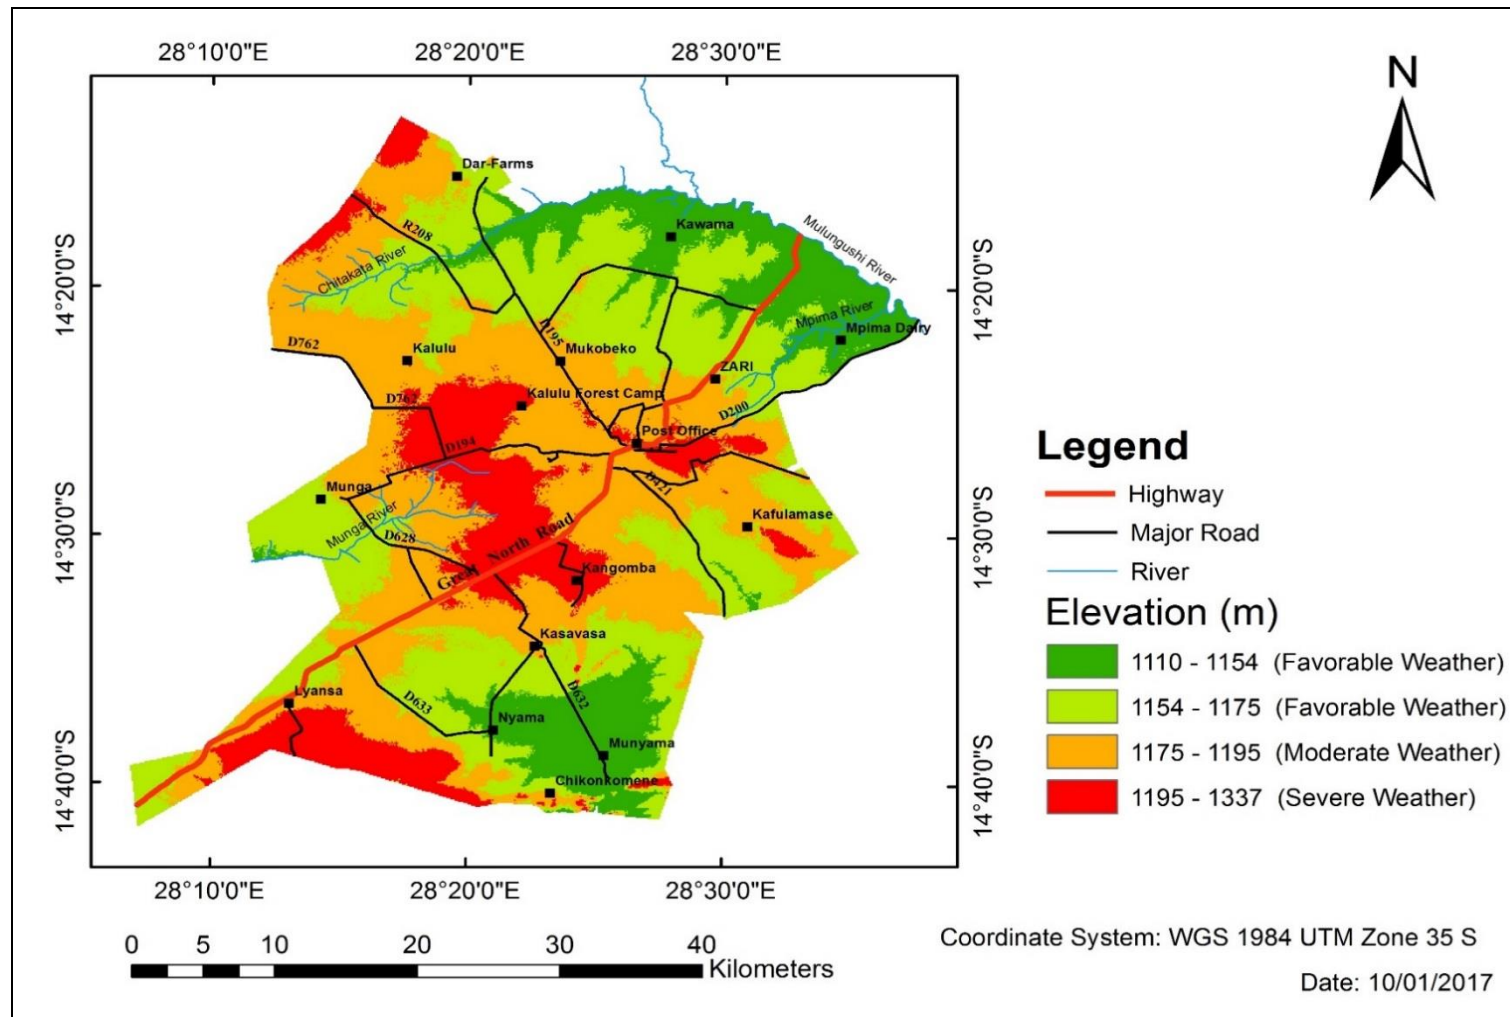 28°10'0"E 28°20'0"E 28°30'0"E
N
Dar-Farms
R208
Kawama
Mulungushi River
Chitakata River
14°20'0"S
14°20'0"S
Mpima River
Mpima Dairy
D762
D195
Kalulu
Mukobeko
ZARI
D762
Kalulu Forest Camp
D200
Post Office
D194
D421
Munga
Kafulamase
Munga River
D628
14°30'0"S
14°30'0"S
Great North Road
Kangomba
Kasavasa
Lyansa
D633
D632
Nyama
Munyama
Chikonkomene
14°40'0"S
14°40'0"S
28°10'0"E 28°20'0"E 28°30'0"E
Legend
Highway
Major Road
River
Elevation (m)
1110 - 1154 (Favorable Weather)
1154 - 1175 (Favorable Weather)
1175 - 1195 (Moderate Weather)
1195 - 1337 (Severe Weather)
0 5 10 20 30 40
Kilometers
Coordinate System: WGS 1984 UTM Zone 35 S
Date: 10/01/2017